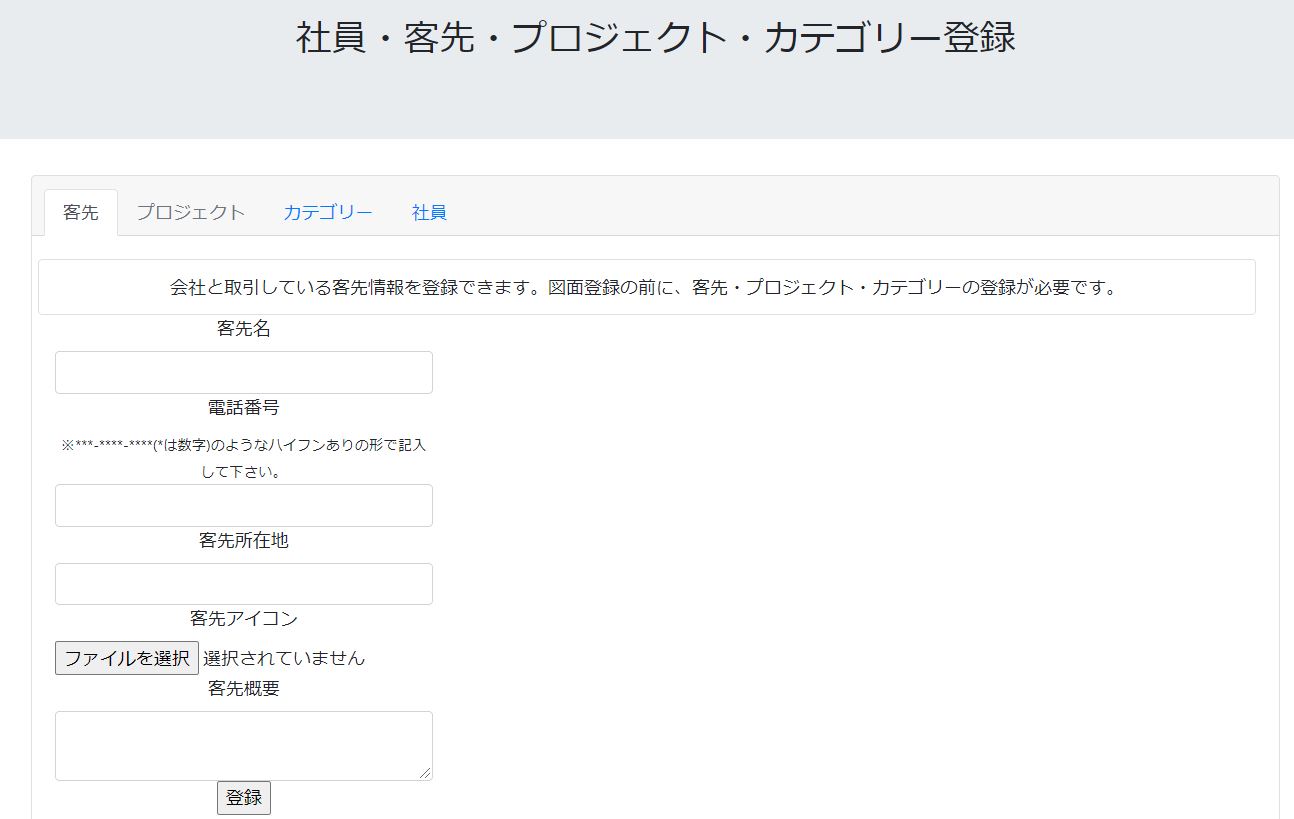 社員・客先・プロジェクト・カテゴリー登録
客先 プロジェクト カテゴリー 社員
会社と取引している客先情報を登録できます。図面登録の前に、客先・プロジェクト・カテゴリーの登録が必要です。
客先名
電話番号
※***-****-****(*は数字)のようなハイフンありの形で記入
して下さい。
客先所在地
客先アイコン
ファイルを選択 選択されていません
客先概要
登録